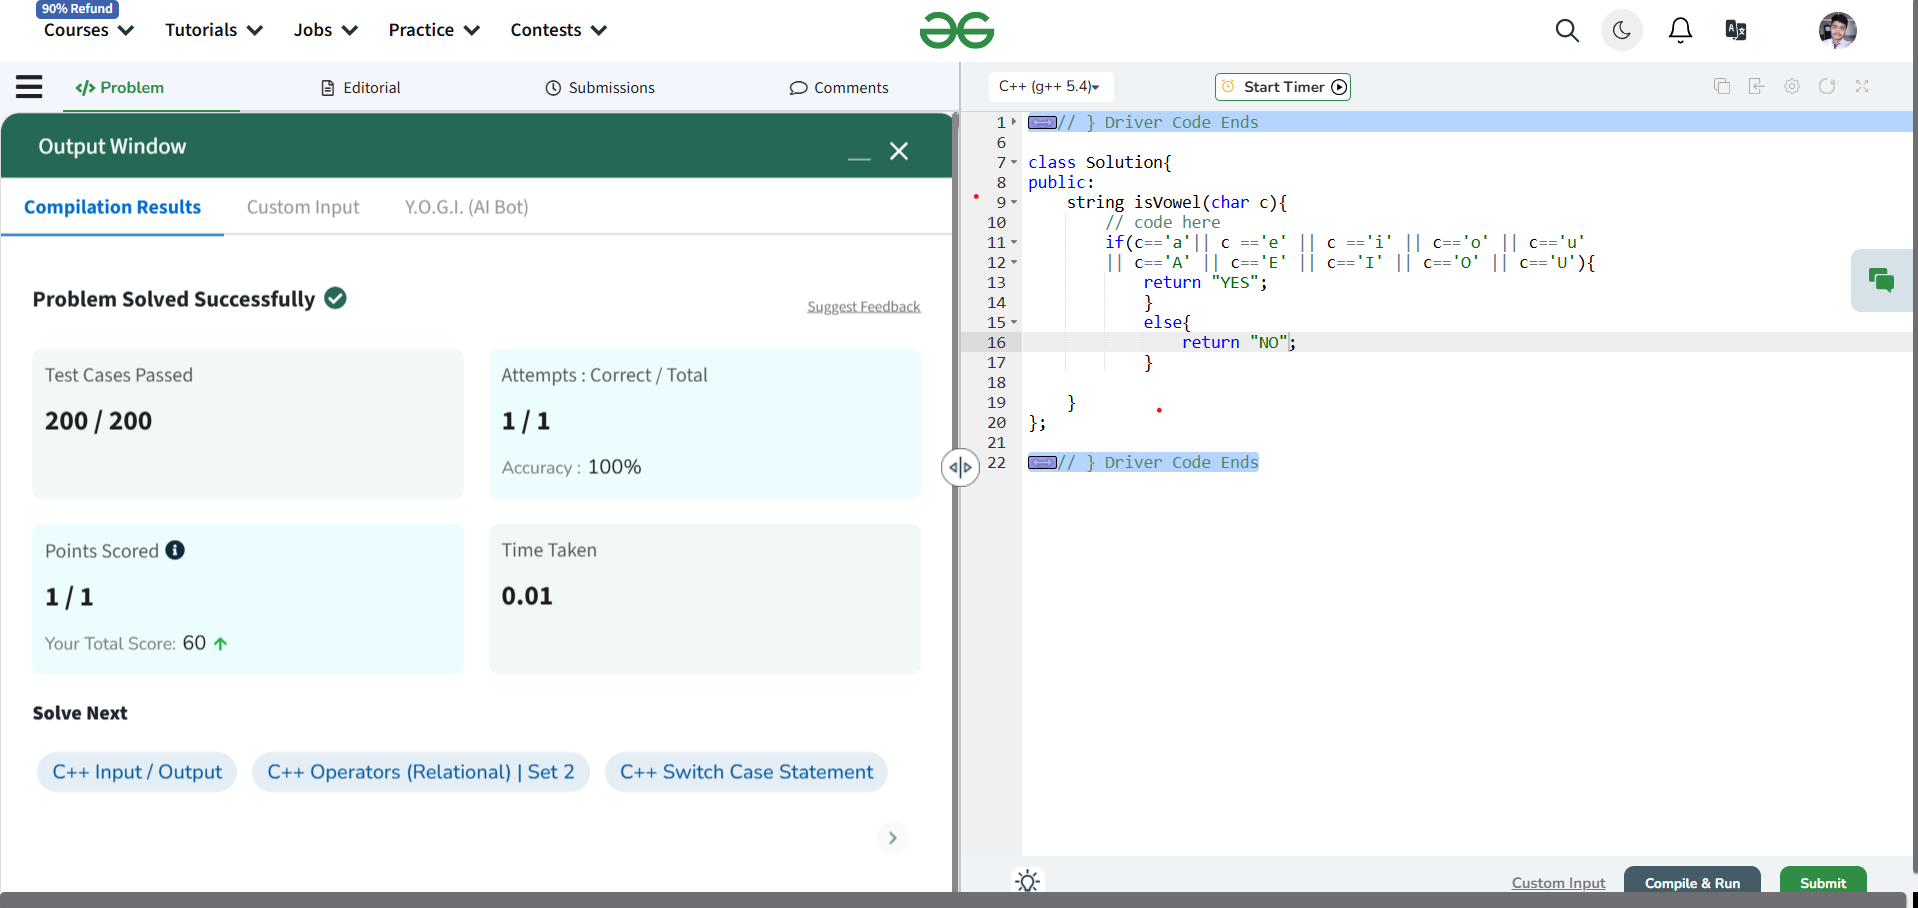 90% Refund
Courses Tutorials Jobs Practice Contests
Problem Editorial Submissions Comments
C++ (g++ 5.4) Start Timer
Output Window
Compilation Results Custom Input Y.O.G.I. (AI Bot)
Problem Solved Successfully
Suggest Feedback
Test Cases Passed
200 / 200
Attempts : Correct / Total
1 / 1
Accuracy : 100%
Points Scored
1 / 1
Your Total Score: 60
Time Taken
0.01
Solve Next
C++ Input / Output C++ Operators (Relational) | Set 2 C++ Switch Case Statement
1 // } Driver Code Ends
6
7 class Solution{
8 public:
9 string isVowel(char c){
10 // code here
11 if(c=='a'|| c =='e' || c =='i' || c=='o' || c=='u'
12 || c=='A' || c=='E' || c=='I' || c=='O' || c=='U'){
13 return "YES";
14 }
15 else{
16 return "NO";
17 }
18
19 }
20 };
21
22 // } Driver Code Ends
Custom Input Compile & Run Submit